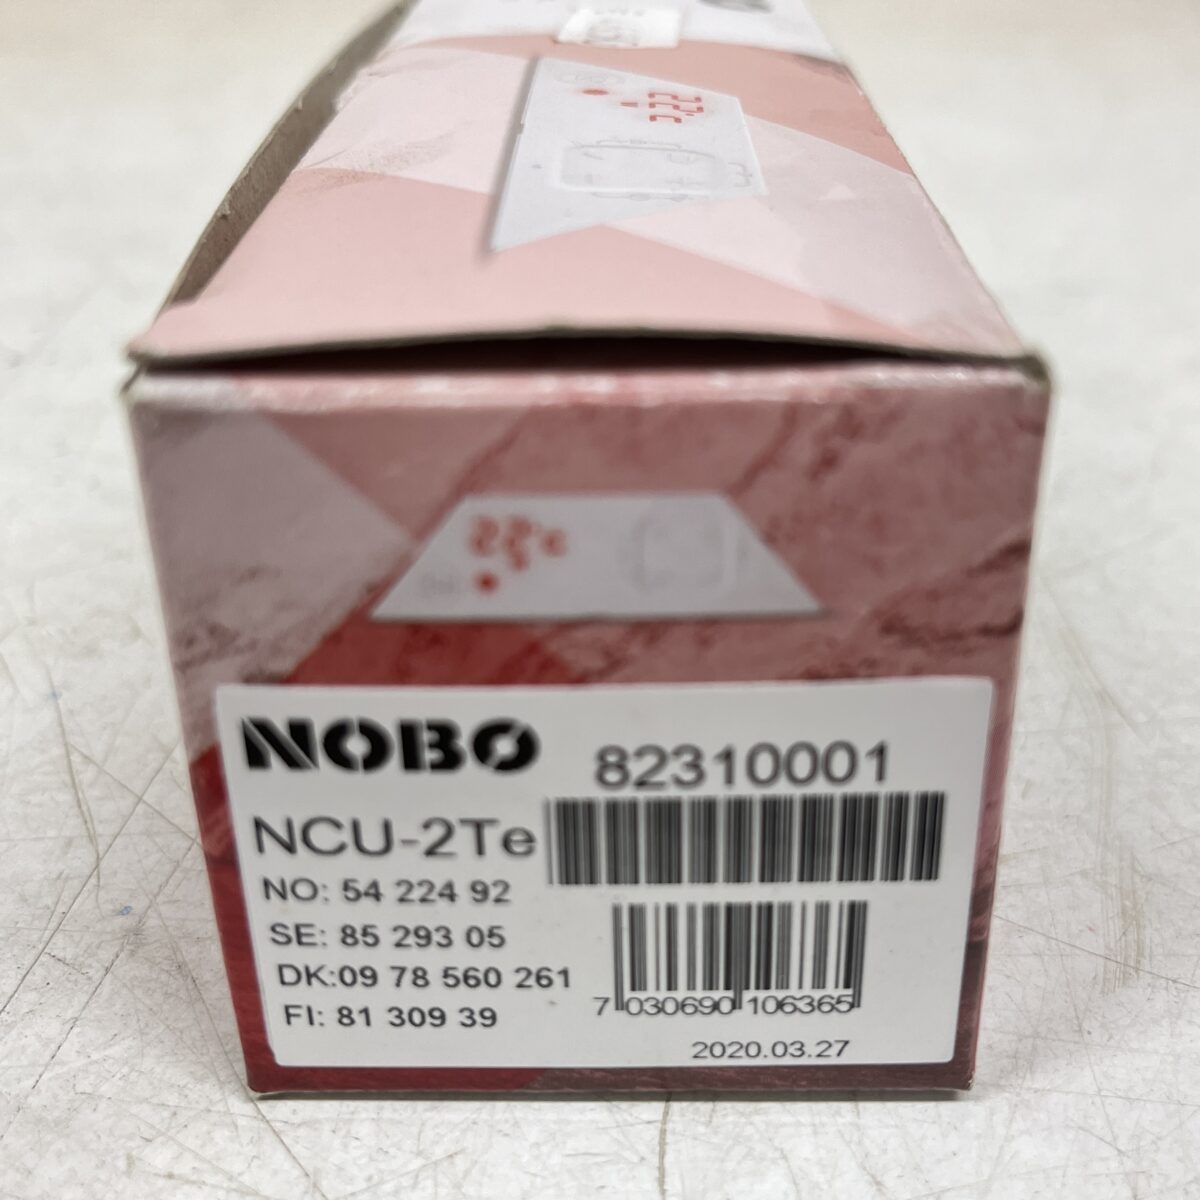 NOBO
82310001
NCU-2Te
NO: 54 224 92
SE: 85 293 05
DK:09 78 560 261
FI: 81 309 39
7 030690 106365
2020.03.27